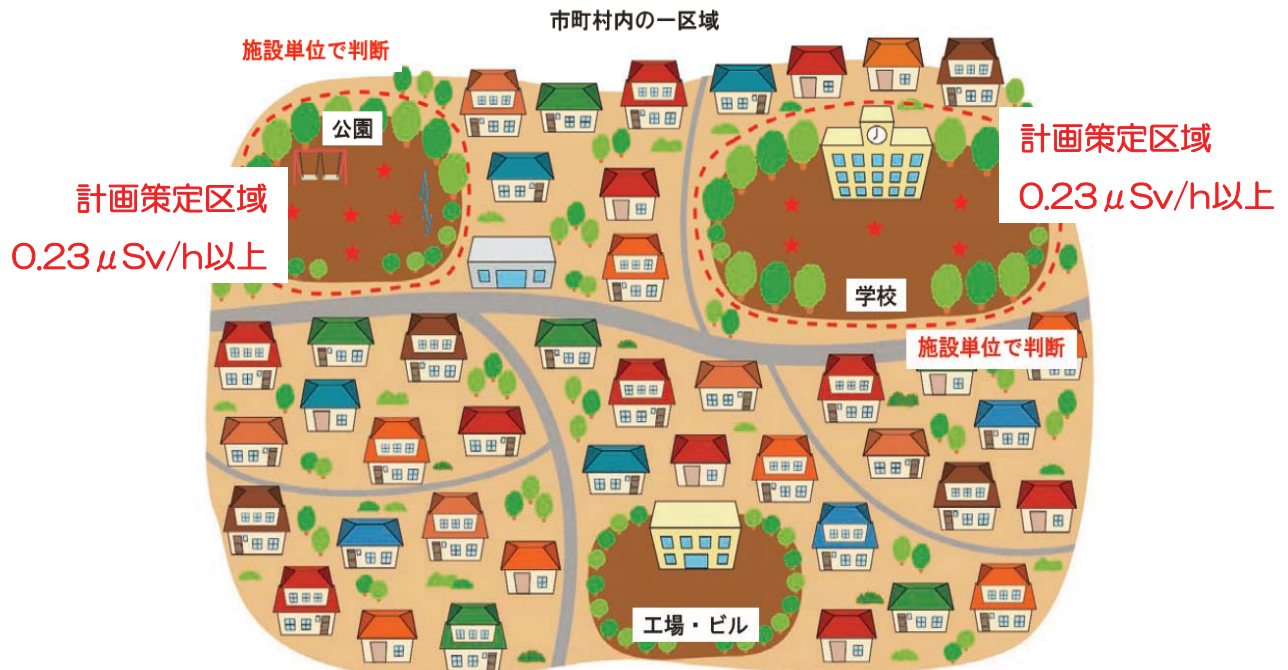 市町村内の一区域
施設単位で判断
公園
計画策定区域
0.23μSv/h以上
計画策定区域
0.23μSv/h以上
学校
施設単位で判断
工場・ビル